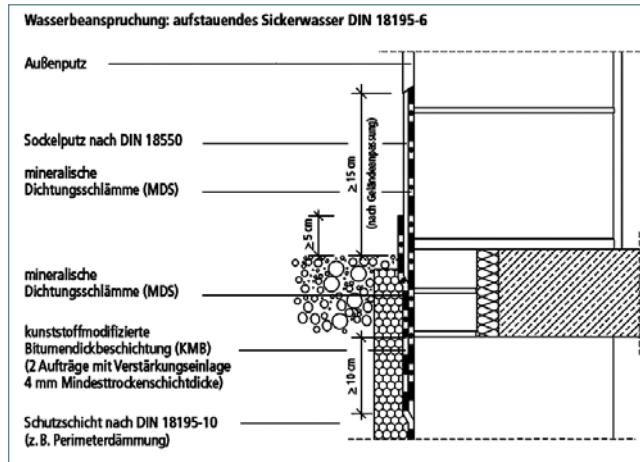 Wasserbeanspruchung: aufstauendes Sickerwasser DIN 18195-6
Außenputz
Sockelputz nach DIN 18550
mineralische
Dichtungsschlämme (MDS)
≥ 15 cm
(nach Geländeanpassung)
≥ 5 cm
mineralische
Dichtungsschlämme (MDS)
kunststoffmodifizierte
Bitumendickbeschichtung (KMB)
(2 Aufträge mit Verstärkungseinlage
4 mm Mindesttrockenschichtdicke)
≥ 10 cm
Schutzschicht nach DIN 18195-10
(z. B. Perimeterdämmung)